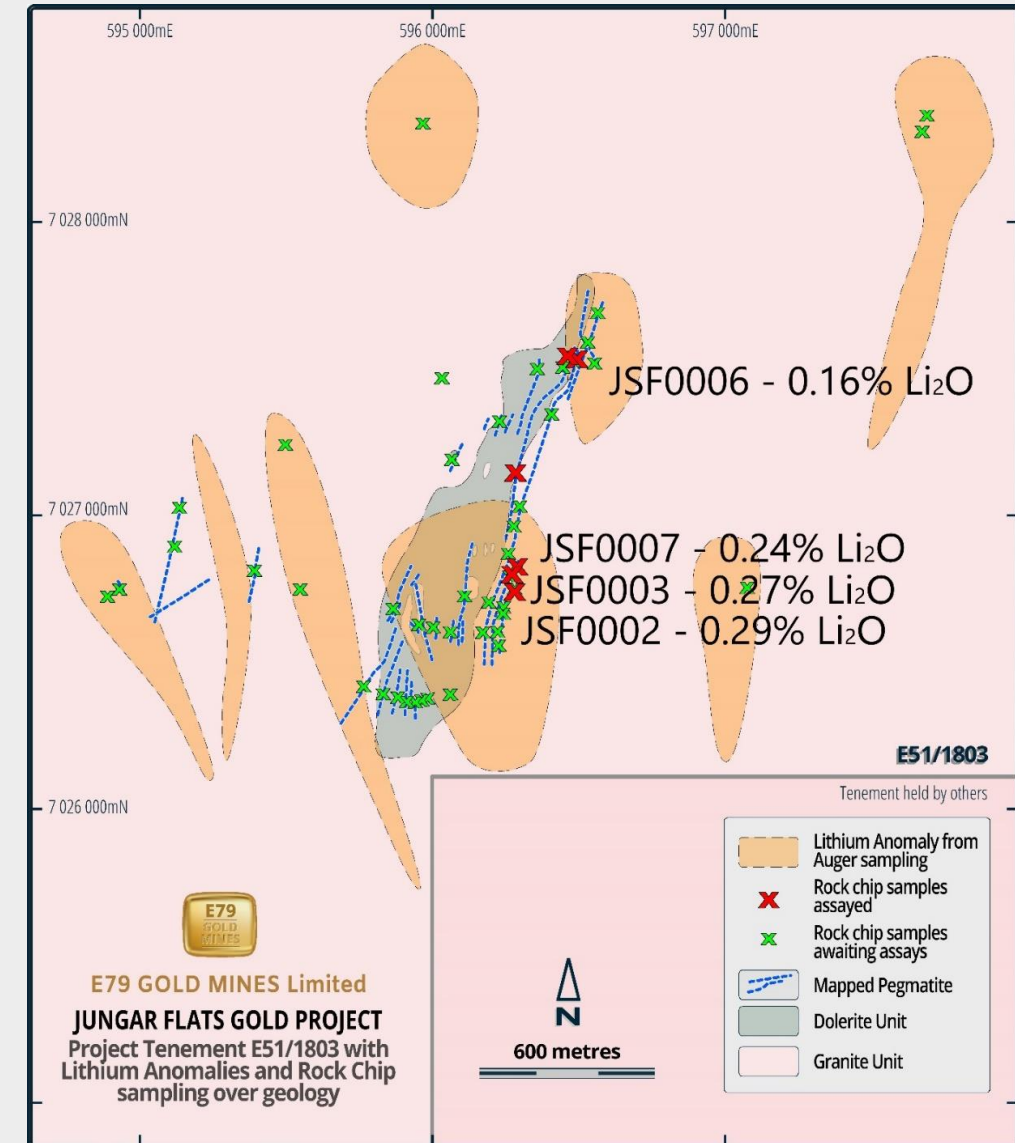 595 000mE
596 000mE
597 000mE
7 028 000mN
JSF0006 - 0.16% Li₂O
7 027 000mN
JSF0007 - 0.24% Li₂O
JSF0003 - 0.27% Li₂O
JSF0002 - 0.29% Li₂O
E51/1803
7 026 000mN
Tenement held by others
Lithium Anomaly from
Auger sampling
Rock chip samples
assayed
Rock chip samples
awaiting assays
Mapped Pegmatite
Dolerite Unit
Granite Unit
E79
GOLD
MINES
E79 GOLD MINES Limited
JUNGAR FLATS GOLD PROJECT
Project Tenement E51/1803 with
Lithium Anomalies and Rock Chip
sampling over geology
N
600 metres